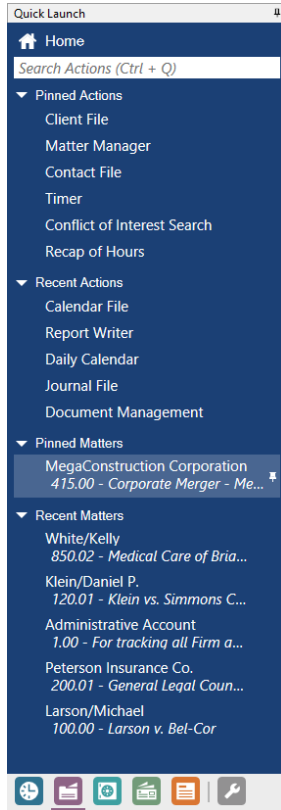 Quick Launch
Home
Search Actions (Ctrl + Q)
Pinned Actions
Client File
Matter Manager
Contact File
Timer
Conflict of Interest Search
Recap of Hours
Recent Actions
Calendar File
Report Writer
Daily Calendar
Journal File
Document Management
Pinned Matters
MegaConstruction Corporation
415.00 - Corporate Merger - Me...
Recent Matters
White/Kelly
850.02 - Medical Care of Bria...
Klein/Daniel P.
120.01 - Klein vs. Simmons C...
Administrative Account
1.00 - For tracking all Firm a...
Peterson Insurance Co.
200.01 - General Legal Coun...
Larson/Michael
100.00 - Larson v. Bel-Cor